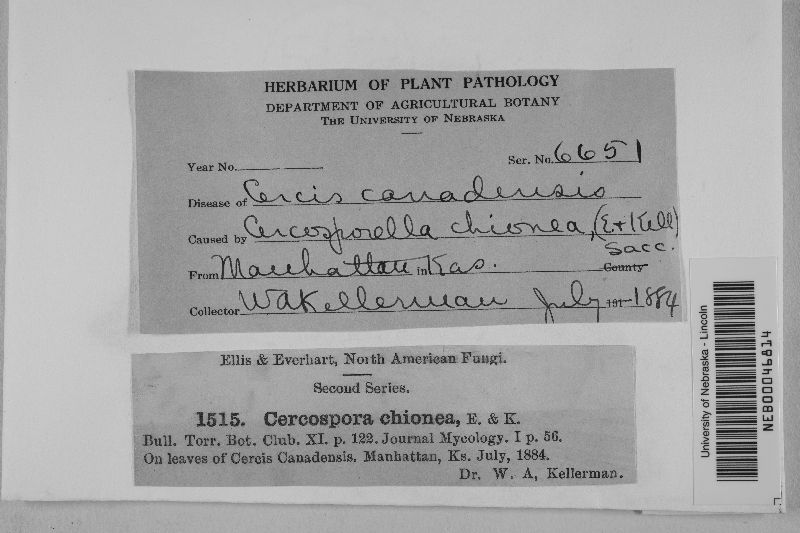 HERBARIUM OF PLANT PATHOLOGY
DEPARTMENT OF AGRICULTURAL BOTANY
THE UNIVERSITY OF NEBRASKA
Year No.
Ser. No. 6651
Disease of Cercis canadensis
Caused by Cercosporella chionea, (E. & Kell)
Sacc.
From Manhattan in Kas. County
Collector W A Kellerman July 191 1884
Ellis & Everhart, North American Fungi.
Second Series.
1515. Cercospora chionea, E. & K.
Bull. Torr. Bot. Club. XI. p. 122. Journal Mycology. I p. 56.
On leaves of Cercis Canadensis. Manhattan, Ks. July, 1884.
Dr. W. A, Kellerman.
University of Nebraska - Lincoln
NEB00046814